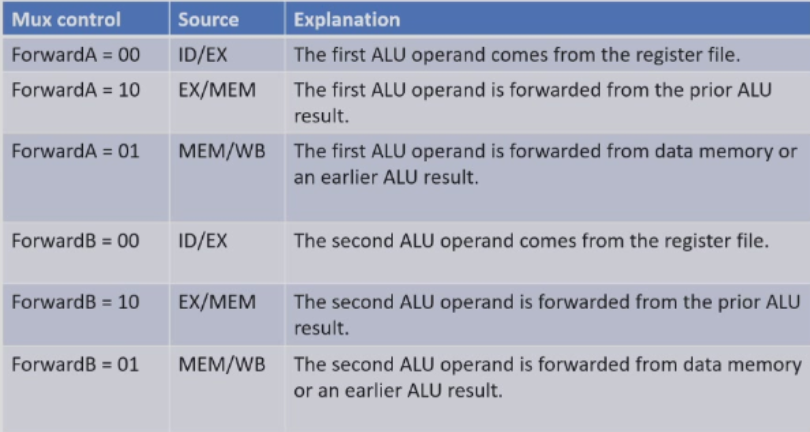 Mux control Source Explanation
ForwardA = 00 ID/EX The first ALU operand comes from the register file.
ForwardA = 10 EX/MEM The first ALU operand is forwarded from the prior ALU
result.
ForwardA = 01 MEM/WB The first ALU operand is forwarded from data memory or
an earlier ALU result.
ForwardB = 00 ID/EX The second ALU operand comes from the register file.
ForwardB = 10 EX/MEM The second ALU operand is forwarded from the prior ALU
result.
ForwardB = 01 MEM/WB The second ALU operand is forwarded from data memory
or an earlier ALU result.